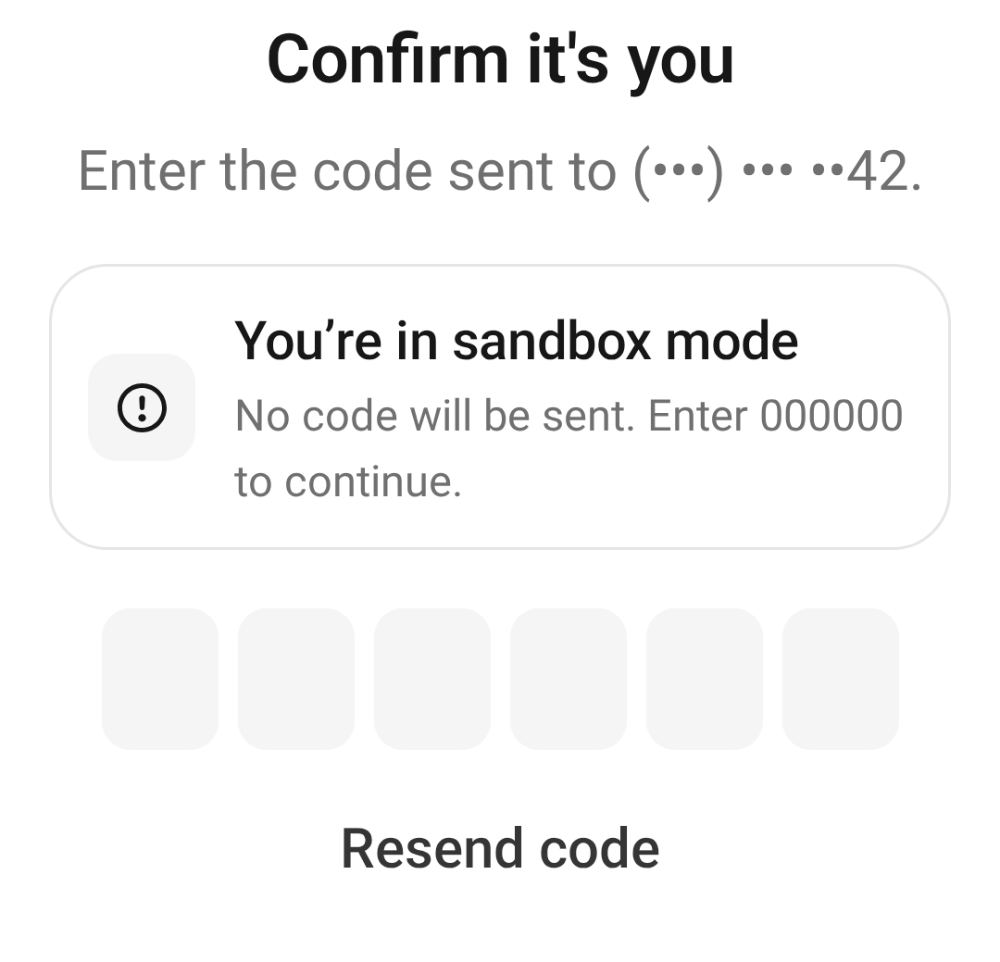 Confirm it's you
Enter the code sent to (•••) ••• ••42.
You’re in sandbox mode
No code will be sent. Enter 000000
to continue.
Resend code